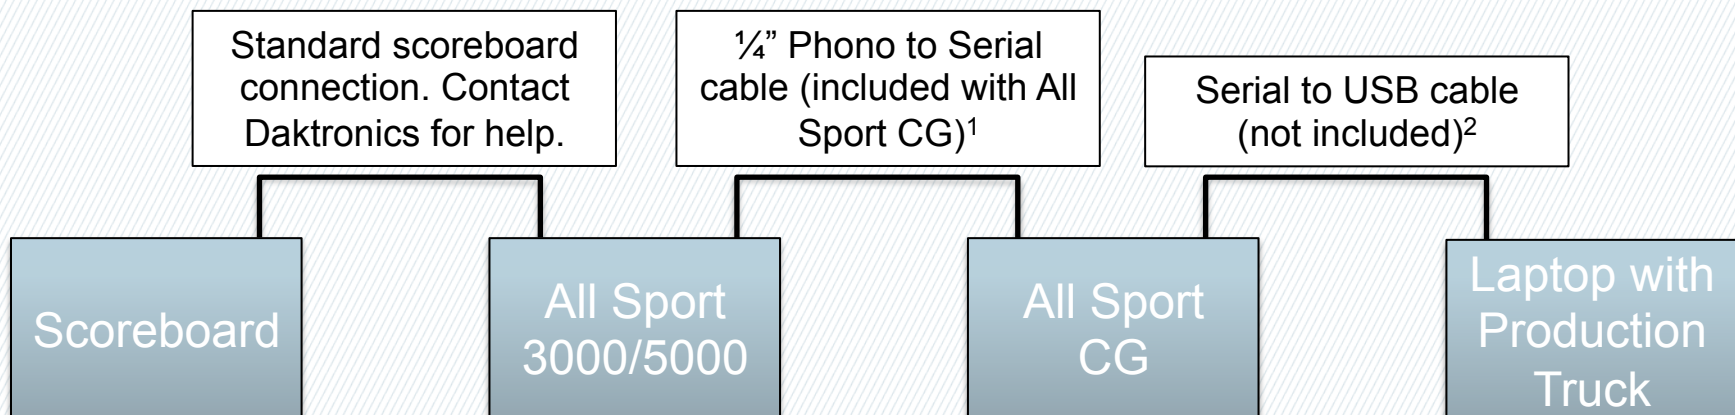 Standard scoreboard
connection. Contact
Daktronics for help.
¼” Phono to Serial
cable (included with All
Sport CG)¹
Serial to USB cable
(not included)²
Scoreboard
All Sport
3000/5000
All Sport
CG
Laptop with
Production
Truck